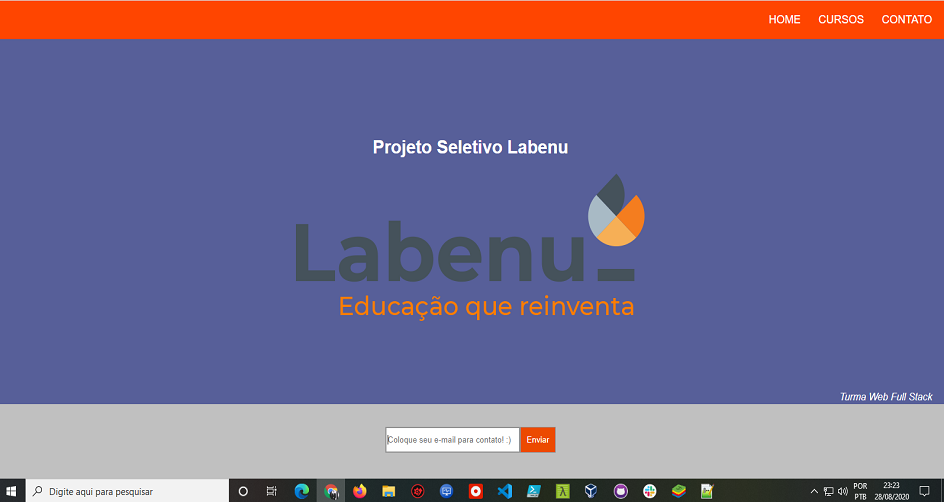 HOME CURSOS CONTATO
Projeto Seletivo Labenu
Labenu_
Educação que reinventa
Turma Web Full Stack
Coloque seu e-mail para contato! :)
Enviar
Digite aqui para pesquisar
POR
PTB
23:23
28/08/2020